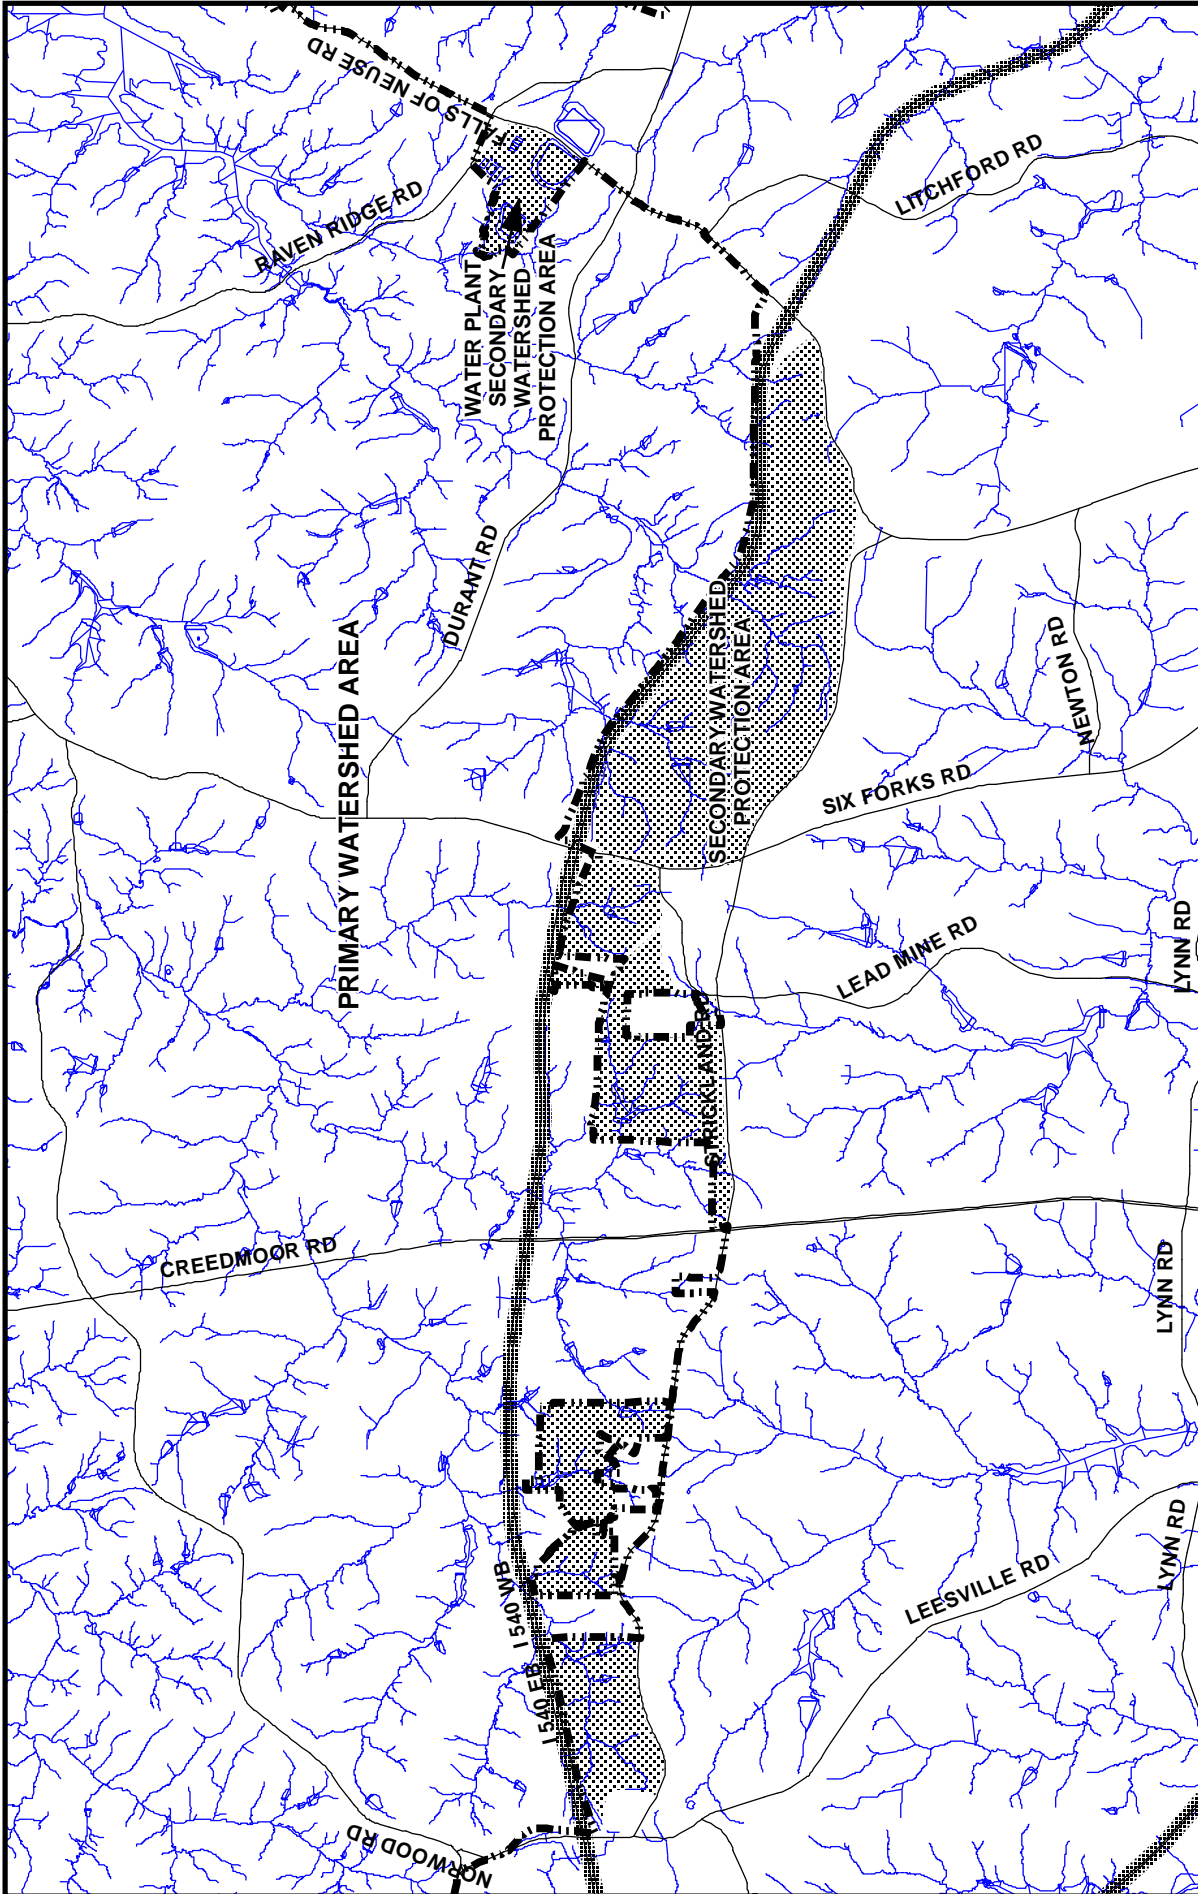 FALLS OF NEUSE RD
RAVEN RIDGE RD
LITCHFORD RD
WATER PLANT
SECONDARY
WATERSHED
PROTECTION AREA
DURANT RD
PRIMARY WATERSHED AREA
SECONDARY WATERSHED
PROTECTION AREA
NEWTON RD
SIX FORKS RD
LEAD MINE RD
LYNN RD
STRICKLAND RD
CREEDMOOR RD
LYNN RD
I 540 WB
I 540 EB
LEESVILLE RD
LYNN RD
NORWOOD RD